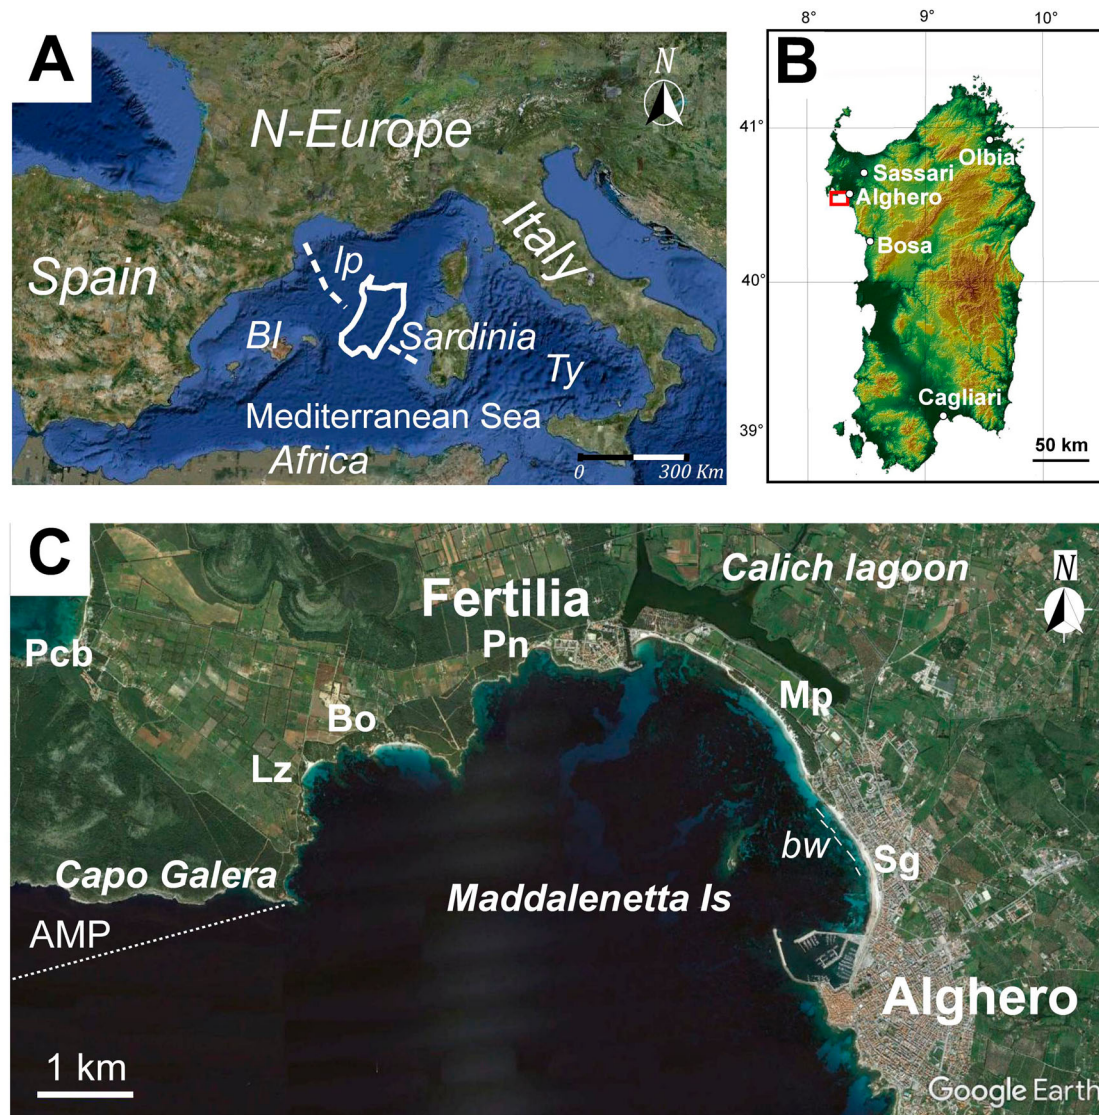 A
N
N-Europe
Italy
Spain
Ip
Bl
Sardinia
Ty
Mediterranean Sea
Africa
0 300 Km
8° 9° 10°
B
41°
Olbia
Sassari
Alghero
Bosa
40°
Cagliari
39°
50 km
C
N
Calich lagoon
Fertilia
Pn
Pcb
Mp
Bo
Lz
bw
Sg
Capo Galera
Maddalenetta Is
AMP
Alghero
1 km
Google Earth